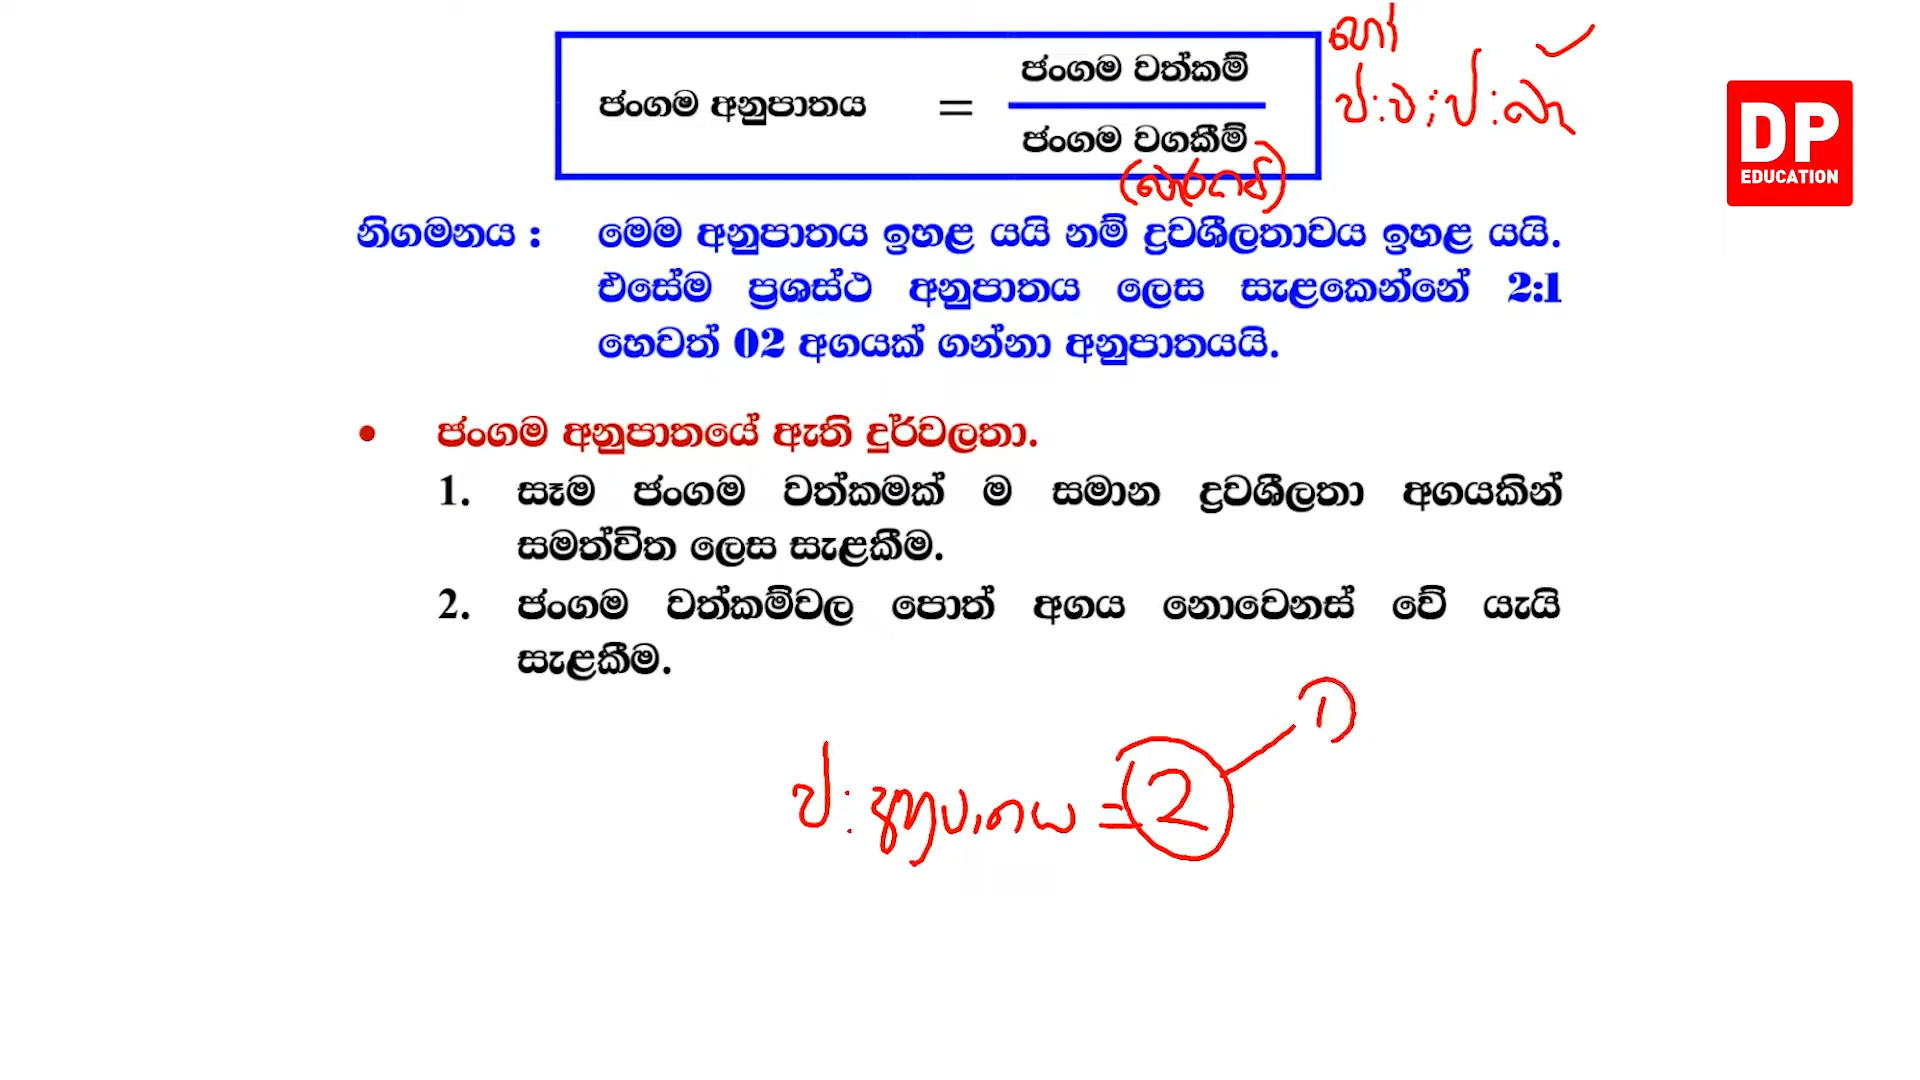 ජංගම අනුපාතය = ජංගම වත්කම්
ජංගම වගකීම්
හෝ
DP
EDUCATION
නිගමනය : මෙම අනුපාතය ඉහළ යයි නම් ද්‍රවශීලතාවය ඉහළ යයි.
එසේම ප්‍රශස්ථ අනුපාතය ලෙස සැළකෙන්නේ 2:1
හෙවත් 02 අගයක් ගන්නා අනුපාතයයි.
• ජංගම අනුපාතයේ ඇති දුර්වලතා.
1. සෑම ජංගම වත්කමක් ම සමාන ද්‍රවශීලතා අගයකින්
සමත්විත ලෙස සැළකීම.
2. ජංගම වත්කම්වල පොත් අගය නොවෙනස් වේ යැයි
සැළකීම.
1
ජ: අනුපාතය = 2